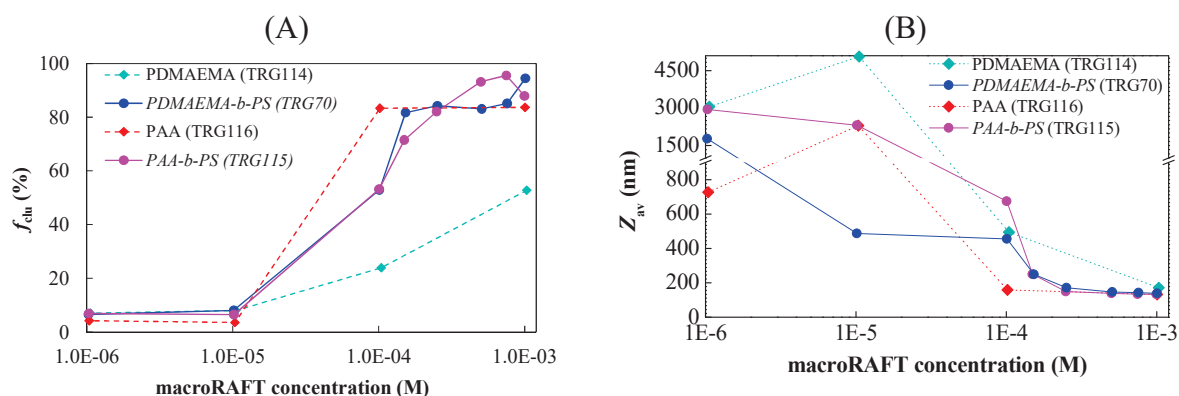 (A)
100
80
60
40
20
0
f_clu (%)
PDMAEMA (TRG114)
PDMAEMA-b-PS (TRG70)
PAA (TRG116)
PAA-b-PS (TRG115)
1.0E-06 1.0E-05 1.0E-04 1.0E-03
macroRAFT concentration (M)
(B)
4500
3000
1500
800
600
400
200
0
Z_av (nm)
PDMAEMA (TRG114)
PDMAEMA-b-PS (TRG70)
PAA (TRG116)
PAA-b-PS (TRG115)
1E-6 1E-5 1E-4 1E-3
macroRAFT concentration (M)